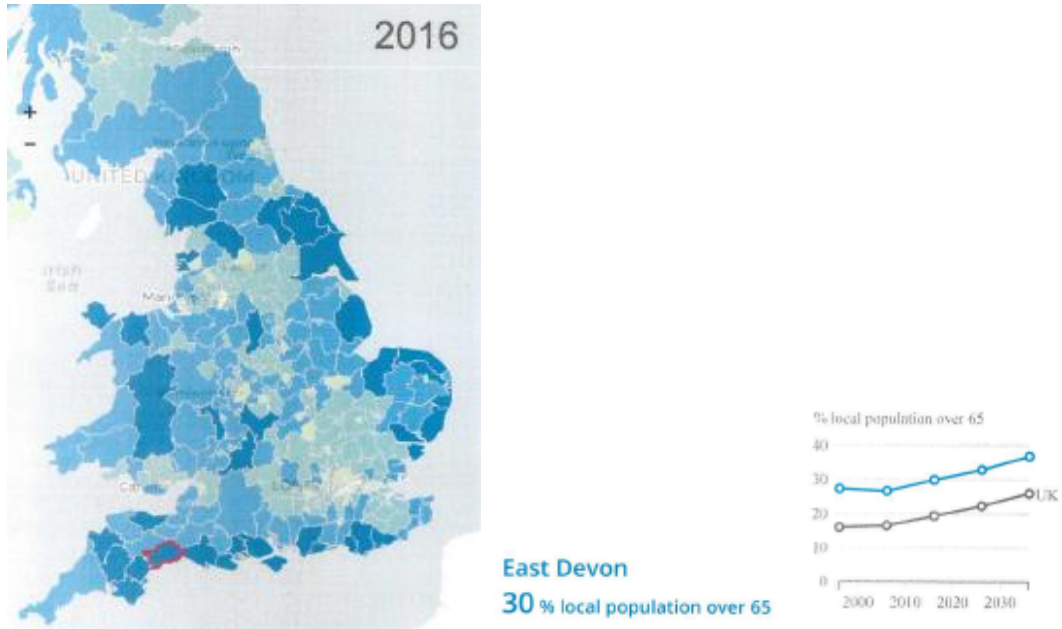 2016
+
−
UNITED KINGDOM
Irish
Sea
East Devon
30 % local population over 65
% local population over 65
40
30
20
10
0
UK
2000 2010 2020 2030